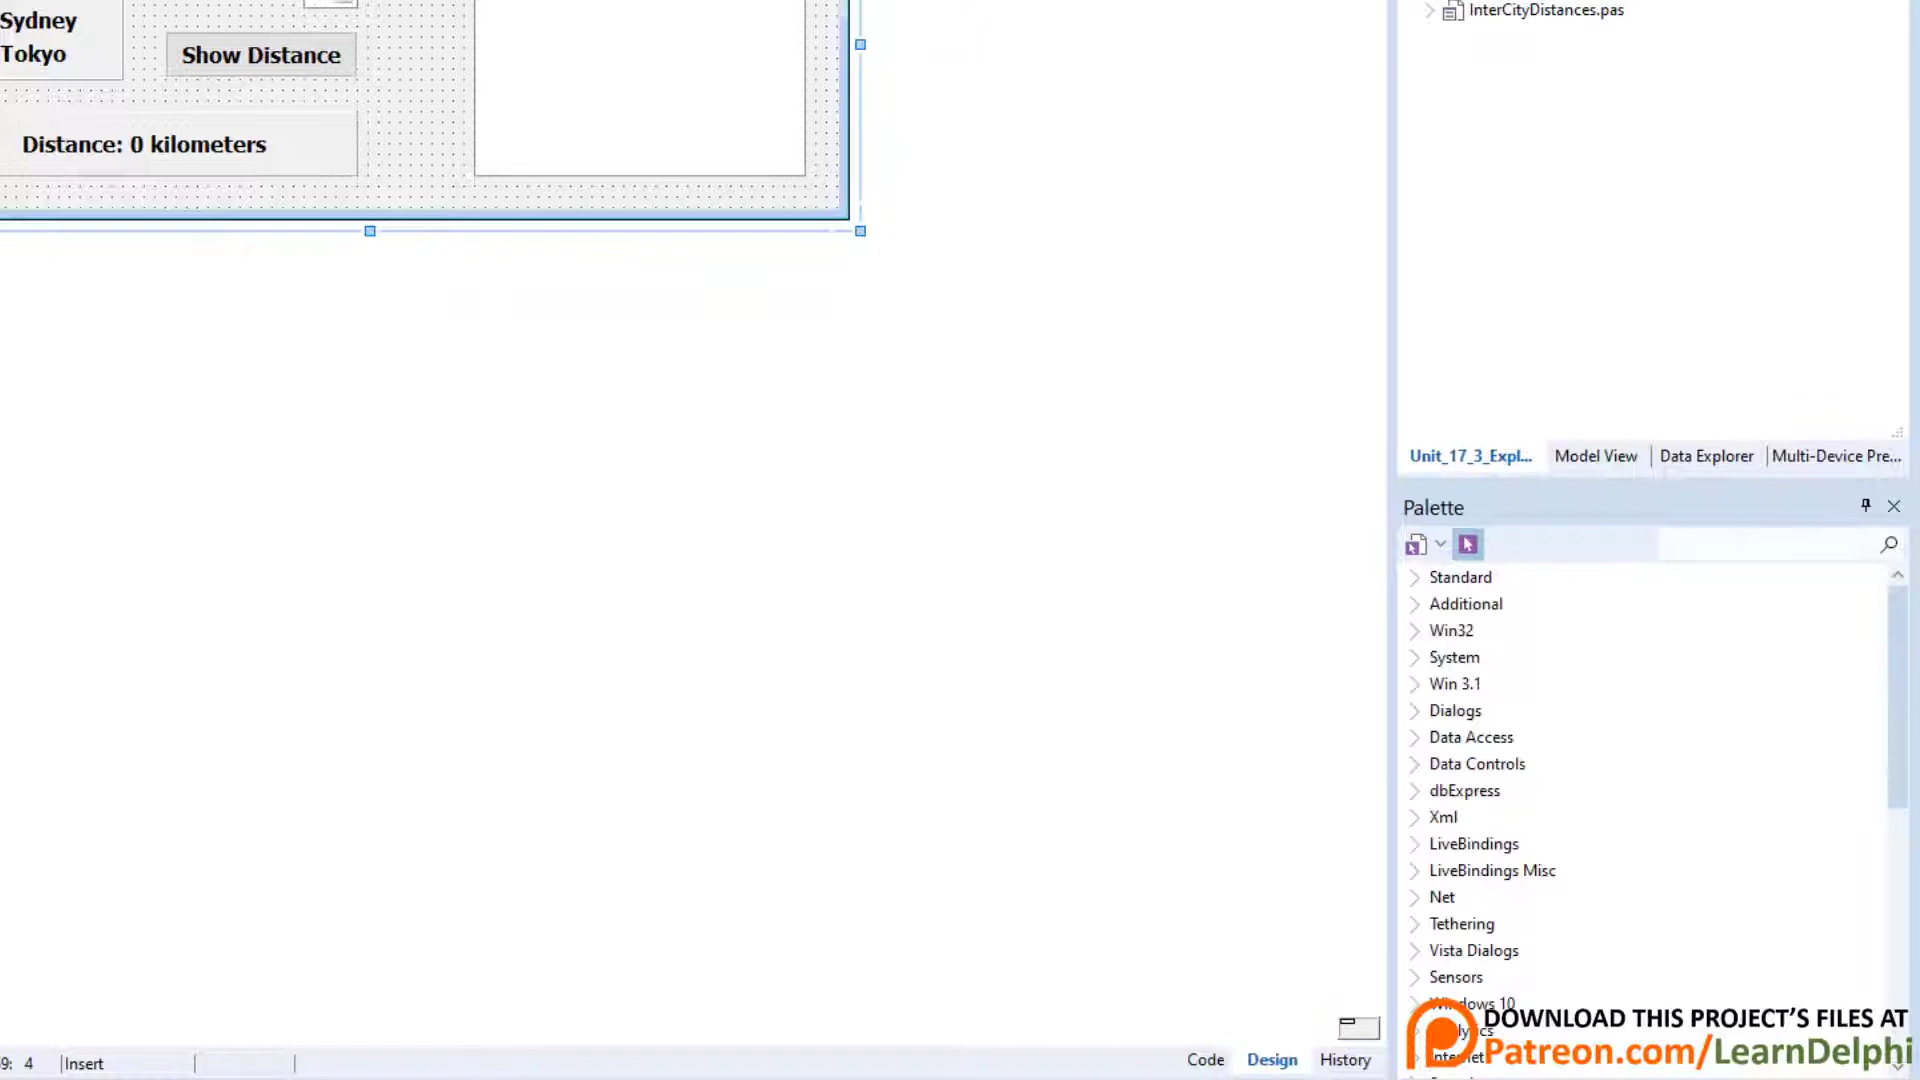 Sydney
Tokyo
Show Distance
Distance: 0 kilometers
InterCityDistances.pas
Unit_17_3_Expl...
Model View
Data Explorer
Multi-Device Pre...
Palette
Standard
Additional
Win32
System
Win 3.1
Dialogs
Data Access
Data Controls
dbExpress
Xml
LiveBindings
LiveBindings Misc
Net
Tethering
Vista Dialogs
Sensors
Windows 10
DOWNLOAD THIS PROJECT'S FILES AT
Patreon.com/LearnDelphi
9: 4
Insert
Code
Design
History